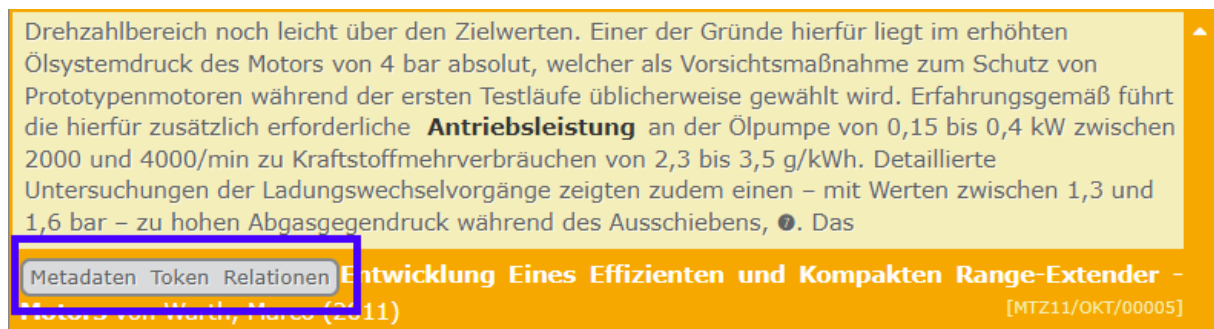 Drehzahlbereich noch leicht über den Zielwerten. Einer der Gründe hierfür liegt im erhöhten
Ölsystemdruck des Motors von 4 bar absolut, welcher als Vorsichtsmaßnahme zum Schutz von
Prototypenmotoren während der ersten Testläufe üblicherweise gewählt wird. Erfahrungsgemäß führt
die hierfür zusätzlich erforderliche Antriebsleistung an der Ölpumpe von 0,15 bis 0,4 kW zwischen
2000 und 4000/min zu Kraftstoffmehrverbräuchen von 2,3 bis 3,5 g/kWh. Detaillierte
Untersuchungen der Ladungswechselvorgänge zeigten zudem einen – mit Werten zwischen 1,3 und
1,6 bar – zu hohen Abgasgegendruck während des Ausschiebens, ❼. Das
Metadaten Token Relationen Entwicklung Eines Effizienten und Kompakten Range-Extender -
Motors von Warth, Marco (2011) [MTZ11/OKT/00005]